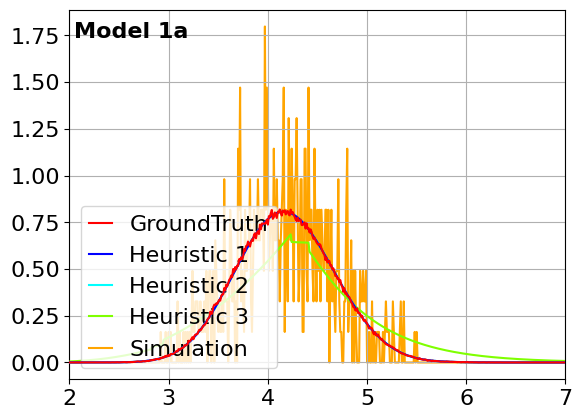 Model 1a
1.75
1.50
1.25
1.00
0.75
0.50
0.25
0.00
GroundTruth
Heuristic 1
Heuristic 2
Heuristic 3
Simulation
2 3 4 5 6 7